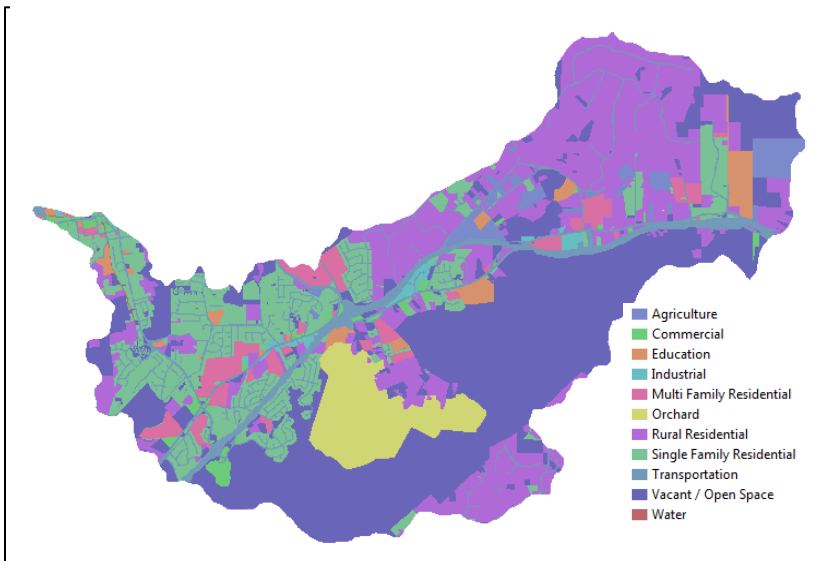 Agriculture
Commercial
Education
Industrial
Multi Family Residential
Orchard
Rural Residential
Single Family Residential
Transportation
Vacant / Open Space
Water